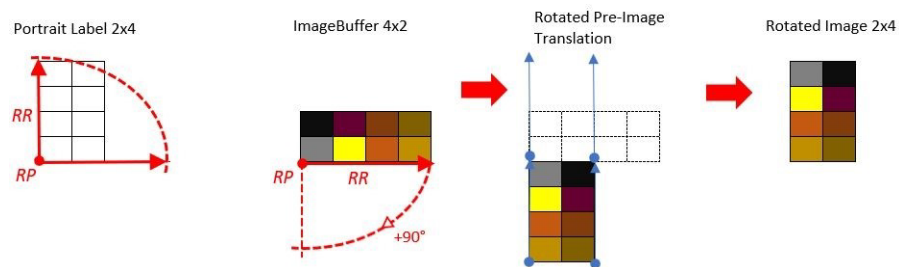 Portrait Label 2x4
ImageBuffer 4x2
Rotated Pre-Image
Translation
Rotated Image 2x4
RR
RP
RP
RR
+90°